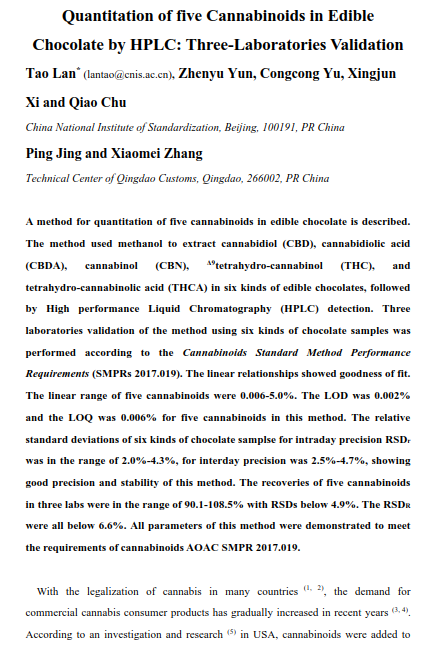 Quantitation of five Cannabinoids in Edible
Chocolate by HPLC: Three-Laboratories Validation
Tao Lan* (lantao@cnis.ac.cn), Zhenyu Yun, Congcong Yu, Xingjun
Xi and Qiao Chu
China National Institute of Standardization, Beijing, 100191, PR China
Ping Jing and Xiaomei Zhang
Technical Center of Qingdao Customs, Qingdao, 266002, PR China
A method for quantitation of five cannabinoids in edible chocolate is described.
The method used methanol to extract cannabidiol (CBD), cannabidiolic acid
(CBDA), cannabinol (CBN), Δ9tetrahydro-cannabinol (THC), and
tetrahydro-cannabinolic acid (THCA) in six kinds of edible chocolates, followed
by High performance Liquid Chromatography (HPLC) detection. Three
laboratories validation of the method using six kinds of chocolate samples was
performed according to the Cannabinoids Standard Method Performance
Requirements (SMPRs 2017.019). The linear relationships showed goodness of fit.
The linear range of five cannabinoids were 0.006-5.0%. The LOD was 0.002%
and the LOQ was 0.006% for five cannabinoids in this method. The relative
standard deviations of six kinds of chocolate samplse for intraday precision RSDr
was in the range of 2.0%-4.3%, for interday precision was 2.5%-4.7%, showing
good precision and stability of this method. The recoveries of five cannabinoids
in three labs were in the range of 90.1-108.5% with RSDs below 4.9%. The RSDR
were all below 6.6%. All parameters of this method were demonstrated to meet
the requirements of cannabinoids AOAC SMPR 2017.019.
With the legalization of cannabis in many countries (1, 2), the demand for
commercial cannabis consumer products has gradually increased in recent years (3, 4).
According to an investigation and research (5) in USA, cannabinoids were added to